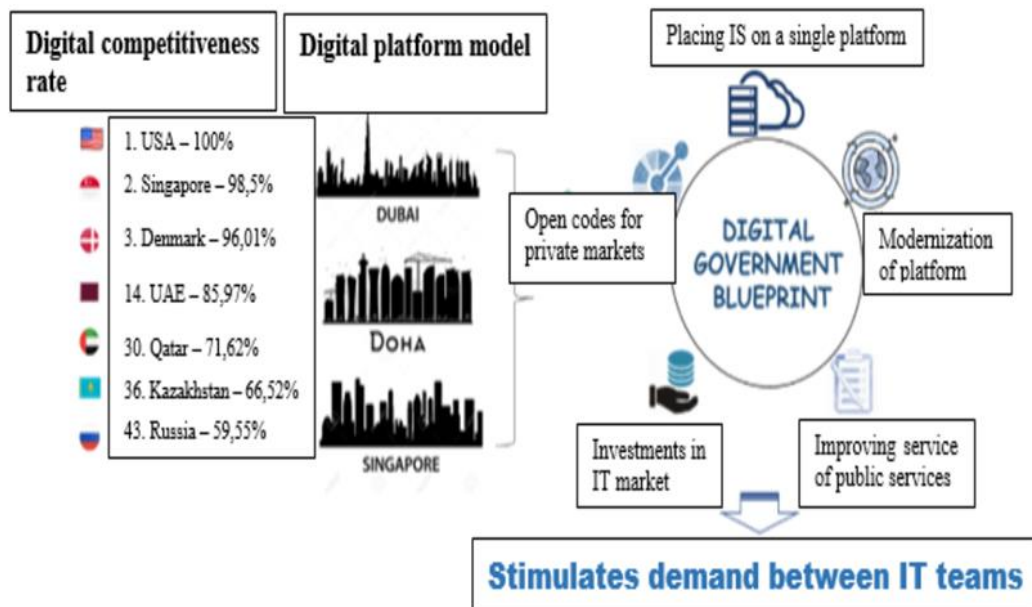 Digital competitiveness
rate
Digital platform model
Placing IS on a single platform
1. USA – 100%
2. Singapore – 98,5%
3. Denmark – 96,01%
14. UAE – 85,97%
30. Qatar – 71,62%
36. Kazakhstan – 66,52%
43. Russia – 59,55%
DUBAI
DOHA
SINGAPORE
Open codes for
private markets
DIGITAL
GOVERNMENT
BLUEPRINT
Modernization
of platform
Investments in
IT market
Improving service
of public services
Stimulates demand between IT teams